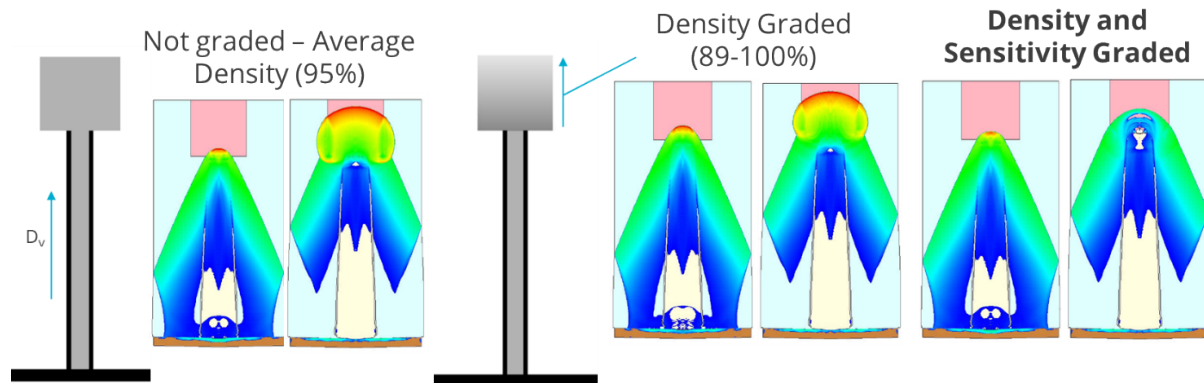 Not graded – Average
Density (95%)
Dv
Density Graded
(89-100%)
Density and
Sensitivity Graded